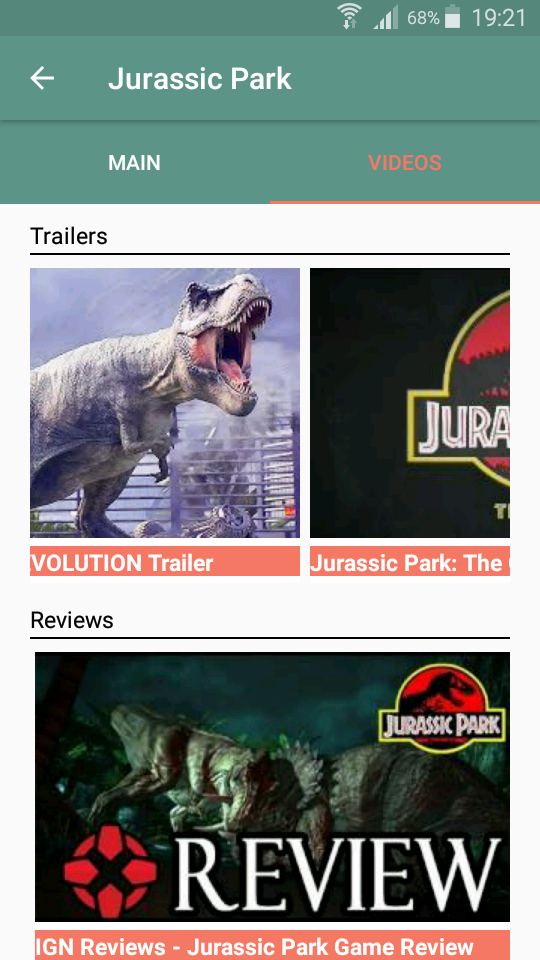 68% 19:21
Jurassic Park
MAIN VIDEOS
Trailers
JURA
VOLUTION Trailer
Jurassic Park: The
Reviews
JURASSIC PARK
REVIEW
IGN Reviews - Jurassic Park Game Review